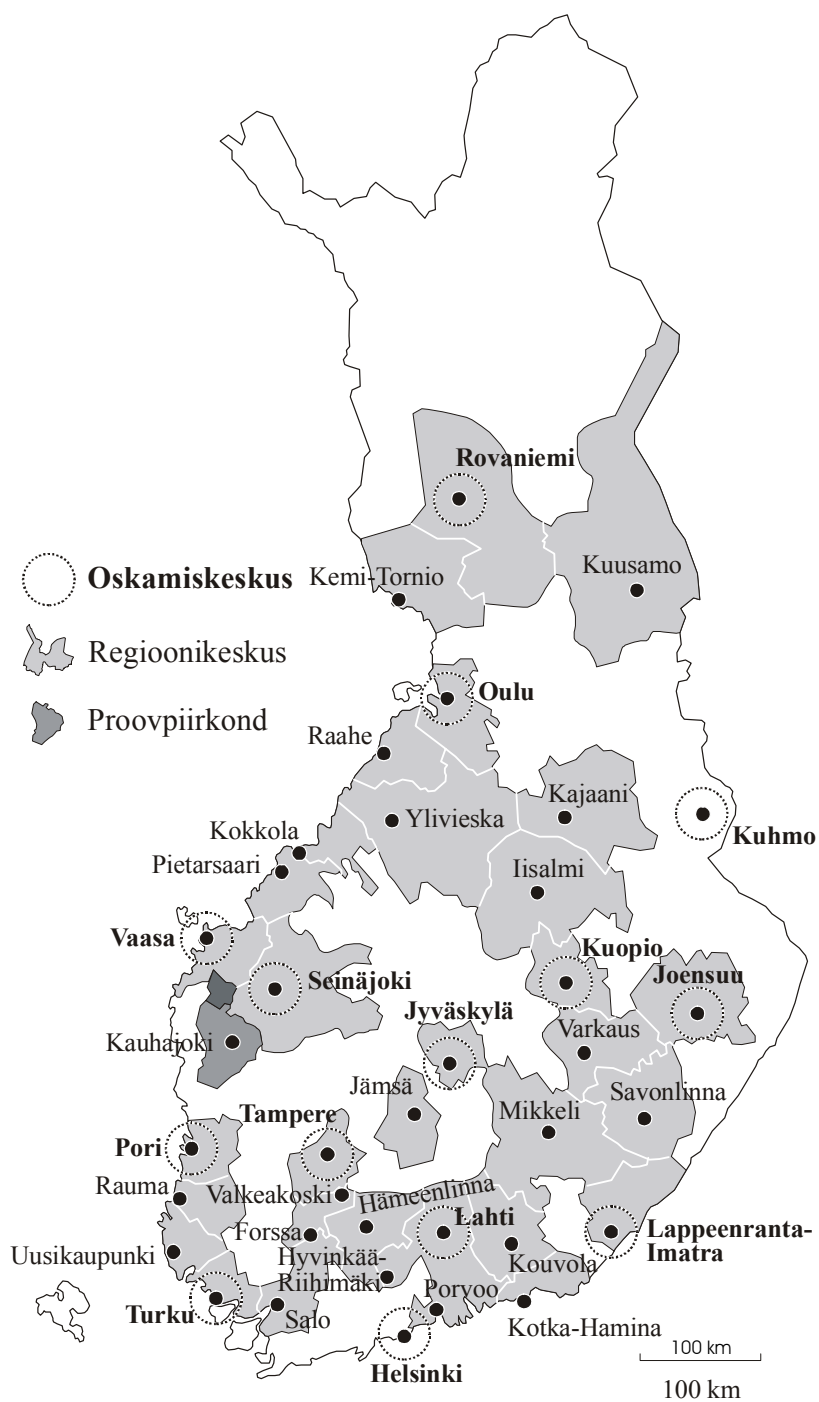 Rovaniemi
Oskamiskeskus
Kemi-Tornio
Kuusamo
Regioonikeskus
Oulu
Proovpiirkond
Raahe
Kajaani
Ylivieska
Kokkola
Kuhmo
Pietarsaari
Iisalmi
Vaasa
Kuopio
Joensuu
Seinäjoki
Jyväskylä
Varkaus
Kauhajoki
Jämsä
Savonlinna
Tampere
Mikkeli
Pori
Rauma
Valkeakoski
Hämeenlinna
Lahti
Forssa
Lappeenranta-
Imatra
Uusikaupunki
Hyvinkää-
Riihimäki
Kouvola
Porvoo
Turku
Salo
Kotka-Hamina
Helsinki
100 km
100 km